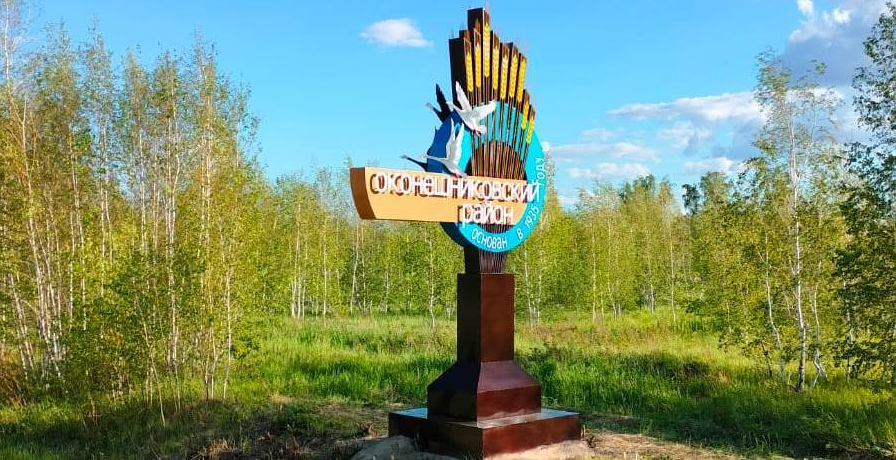 оконешниковский
район
основан в 1935 году